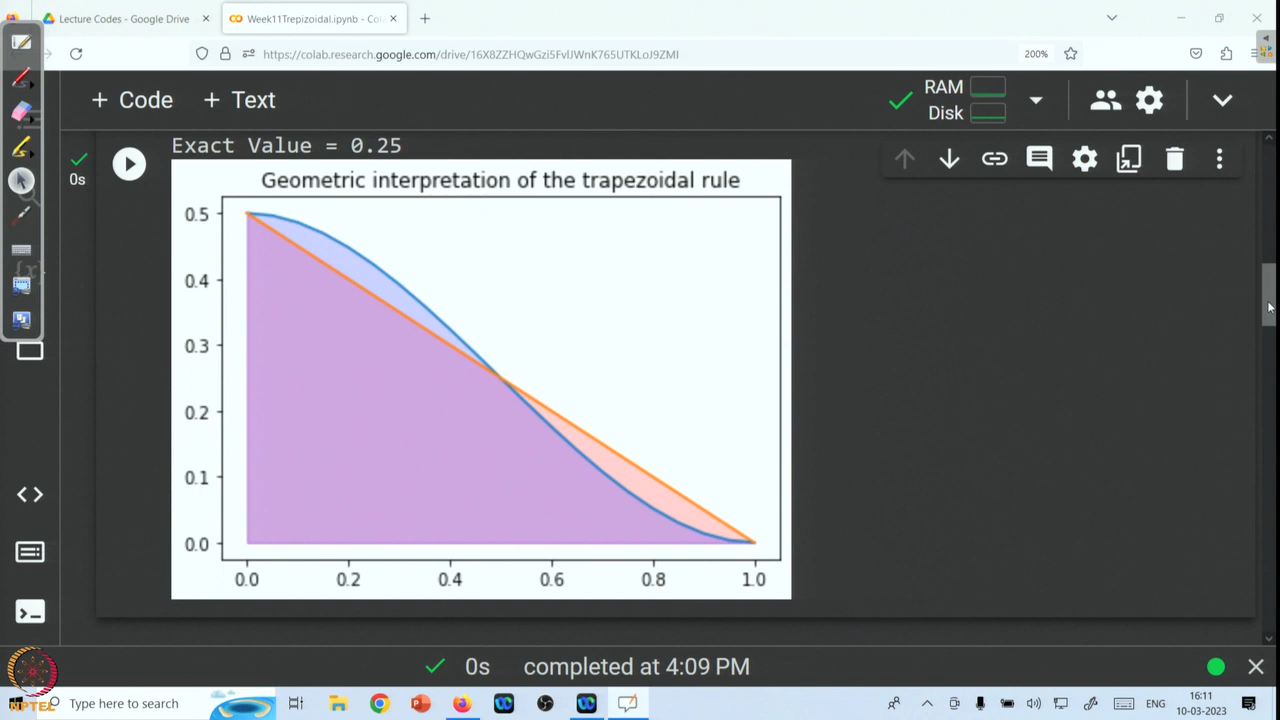 Lecture Codes - Google Drive
Week11Trepizoidal.ipynb - Col
https://colab.research.google.com/drive/16X8ZZHQwGzi5FvlJWnK765UTKLoJ9ZMI
200%
+ Code
+ Text
RAM
Disk
Exact Value = 0.25
0s
Geometric interpretation of the trapezoidal rule
0.5
0.4
0.3
0.2
0.1
0.0
0.0 0.2 0.4 0.6 0.8 1.0
{x}
0s completed at 4:09 PM
NPTEL
Type here to search
ENG
16:11
10-03-2023